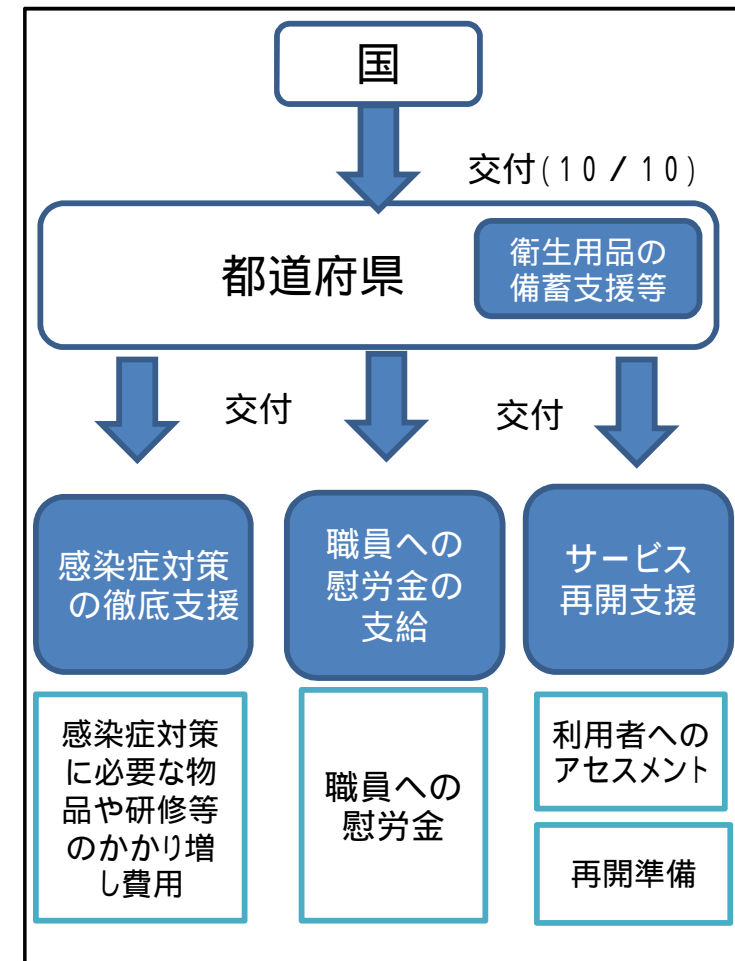 国
交付(10/10)
都道府県
衛生用品の
備蓄支援等
交付
交付
感染症対策
の徹底支援
職員への
慰労金の
支給
サービス
再開支援
感染症対策
に必要な物
品や研修等
のかかり増
し費用
職員への
慰労金
利用者への
アセスメント
再開準備